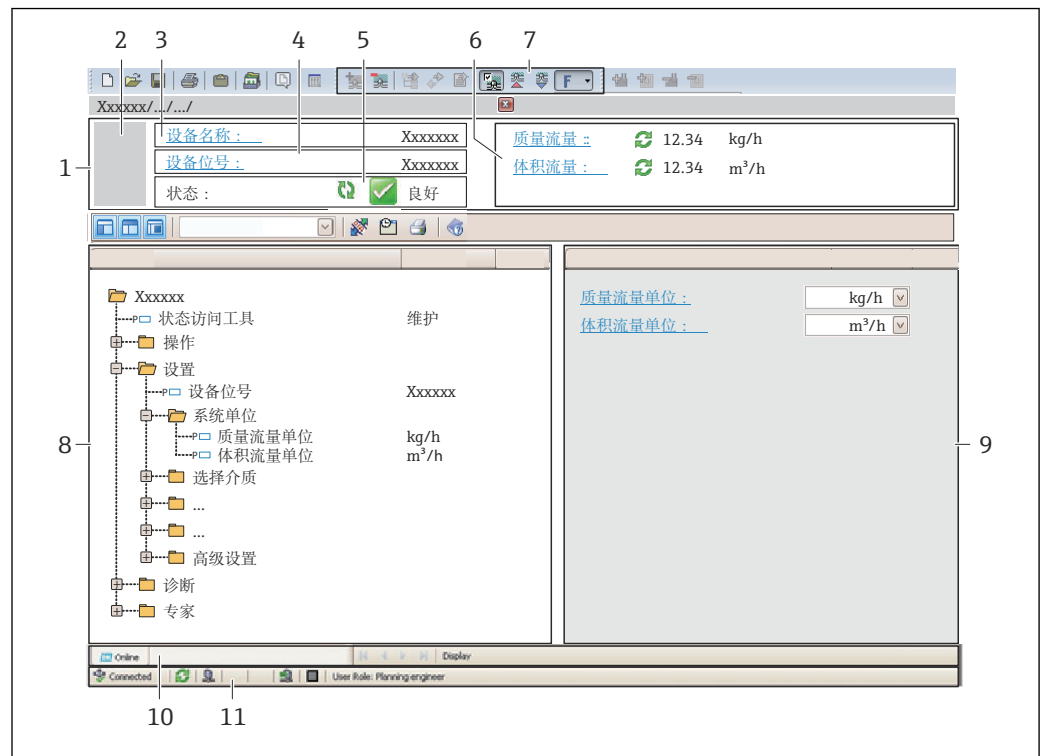 2 3 4 5 6 7
F
Xxxxxx/.../.../
1
设备名称： Xxxxxxx
设备位号： Xxxxxxx
状态： 良好
质量流量：: 12.34 kg/h
体积流量： 12.34 m³/h
Xxxxxx
P 状态访问工具 维护
操作
设置
P 设备位号 Xxxxxx
系统单位
P 质量流量单位 kg/h
P 体积流量单位 m³/h
选择介质
...
...
高级设置
诊断
专家
质量流量单位： kg/h
体积流量单位： m³/h
8
9
Online Display
Connected User Role: Planning engineer
10 11